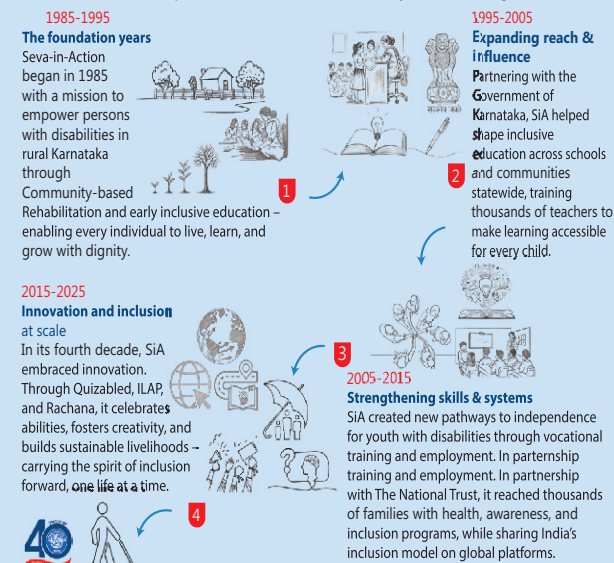 1985-1995
The foundation years
Seva-in-Action
began in 1985
with a mission to
empower persons
with disabilities in
rural Karnataka
through
Community-based
Rehabilitation and early inclusive education –
enabling every individual to live, learn, and
grow with dignity.
1
1995-2005
Expanding reach &
influence
Partnering with the
Government of
Karnataka, SiA helped
shape inclusive
education across schools
and communities
statewide, training
thousands of teachers to
make learning accessible
for every child.
2
2005-2015
Strengthening skills & systems
SiA created new pathways to independence
for youth with disabilities through vocational
training and employment. In parternship
training and employment. In partnership
with The National Trust, it reached thousands
of families with health, awareness, and
inclusion programs, while sharing India's
inclusion model on global platforms.
3
2015-2025
Innovation and inclusion
at scale
In its fourth decade, SiA
embraced innovation.
Through Quizabled, ILAP,
and Rachana, it celebrates
abilities, fosters creativity, and
builds sustainable livelihoods –
carrying the spirit of inclusion
forward, one life at a time.
4
40